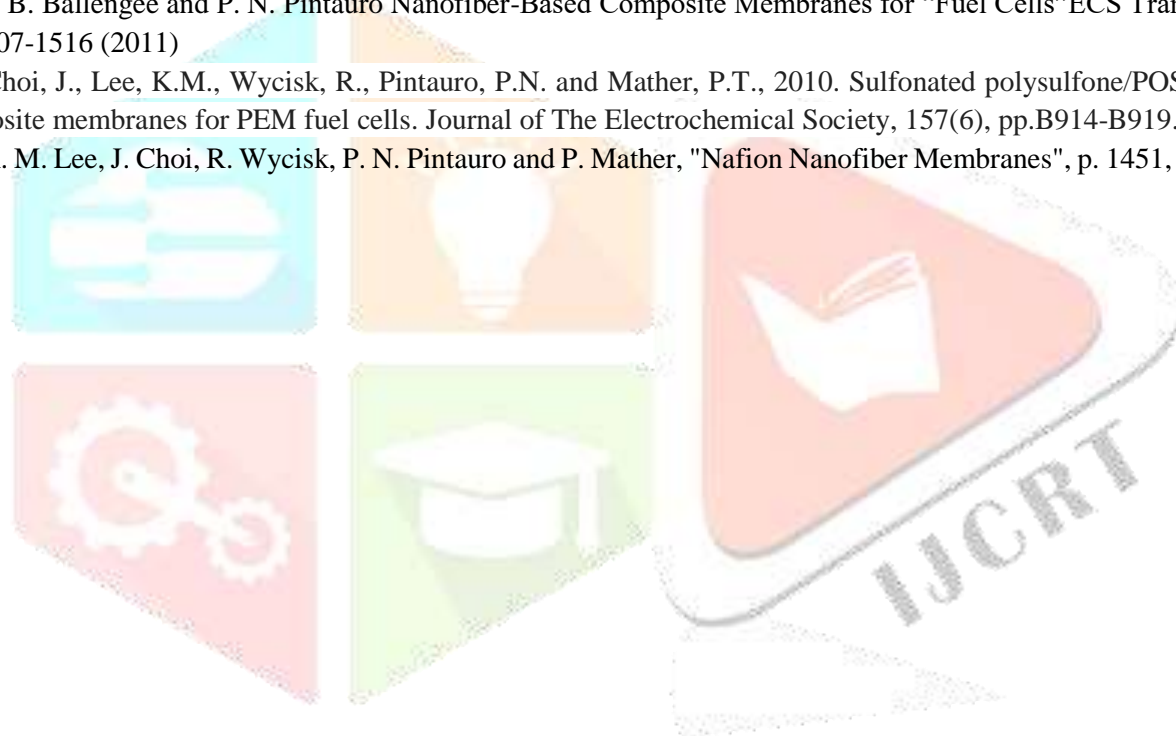 B. Ballengee and P. N. Pintauro Nanofiber-Based Composite Membranes for "Fuel Cells"ECS Tran
07-1516 (2011)
Choi, J., Lee, K.M., Wycisk, R., Pintauro, P.N. and Mather, P.T., 2010. Sulfonated polysulfone/POS
osite membranes for PEM fuel cells. Journal of The Electrochemical Society, 157(6), pp.B914-B919.
. M. Lee, J. Choi, R. Wycisk, P. N. Pintauro and P. Mather, "Nafion Nanofiber Membranes", p. 1451,
IJCRT